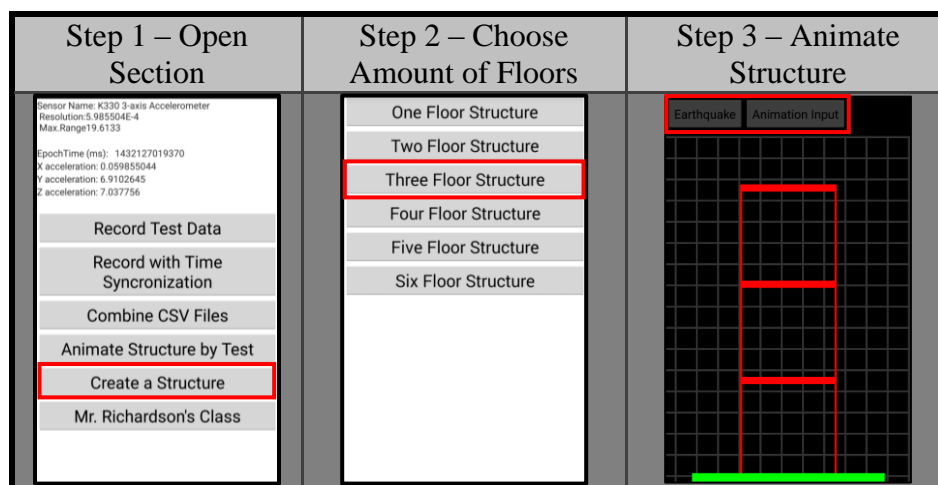 Step 1 – Open
Section
Step 2 – Choose
Amount of Floors
Step 3 – Animate
Structure
Sensor Name: K330 3-axis Accelerometer
Resolution:5.985504E-4
Max.Range19.6133
EpochTime (ms): 1432127019370
X acceleration: 0.059855044
Y acceleration: 6.9102645
Z acceleration: 7.037756
Record Test Data
Record with Time
Syncronization
Combine CSV Files
Animate Structure by Test
Create a Structure
Mr. Richardson's Class
One Floor Structure
Two Floor Structure
Three Floor Structure
Four Floor Structure
Five Floor Structure
Six Floor Structure
Earthquake
Animation Input